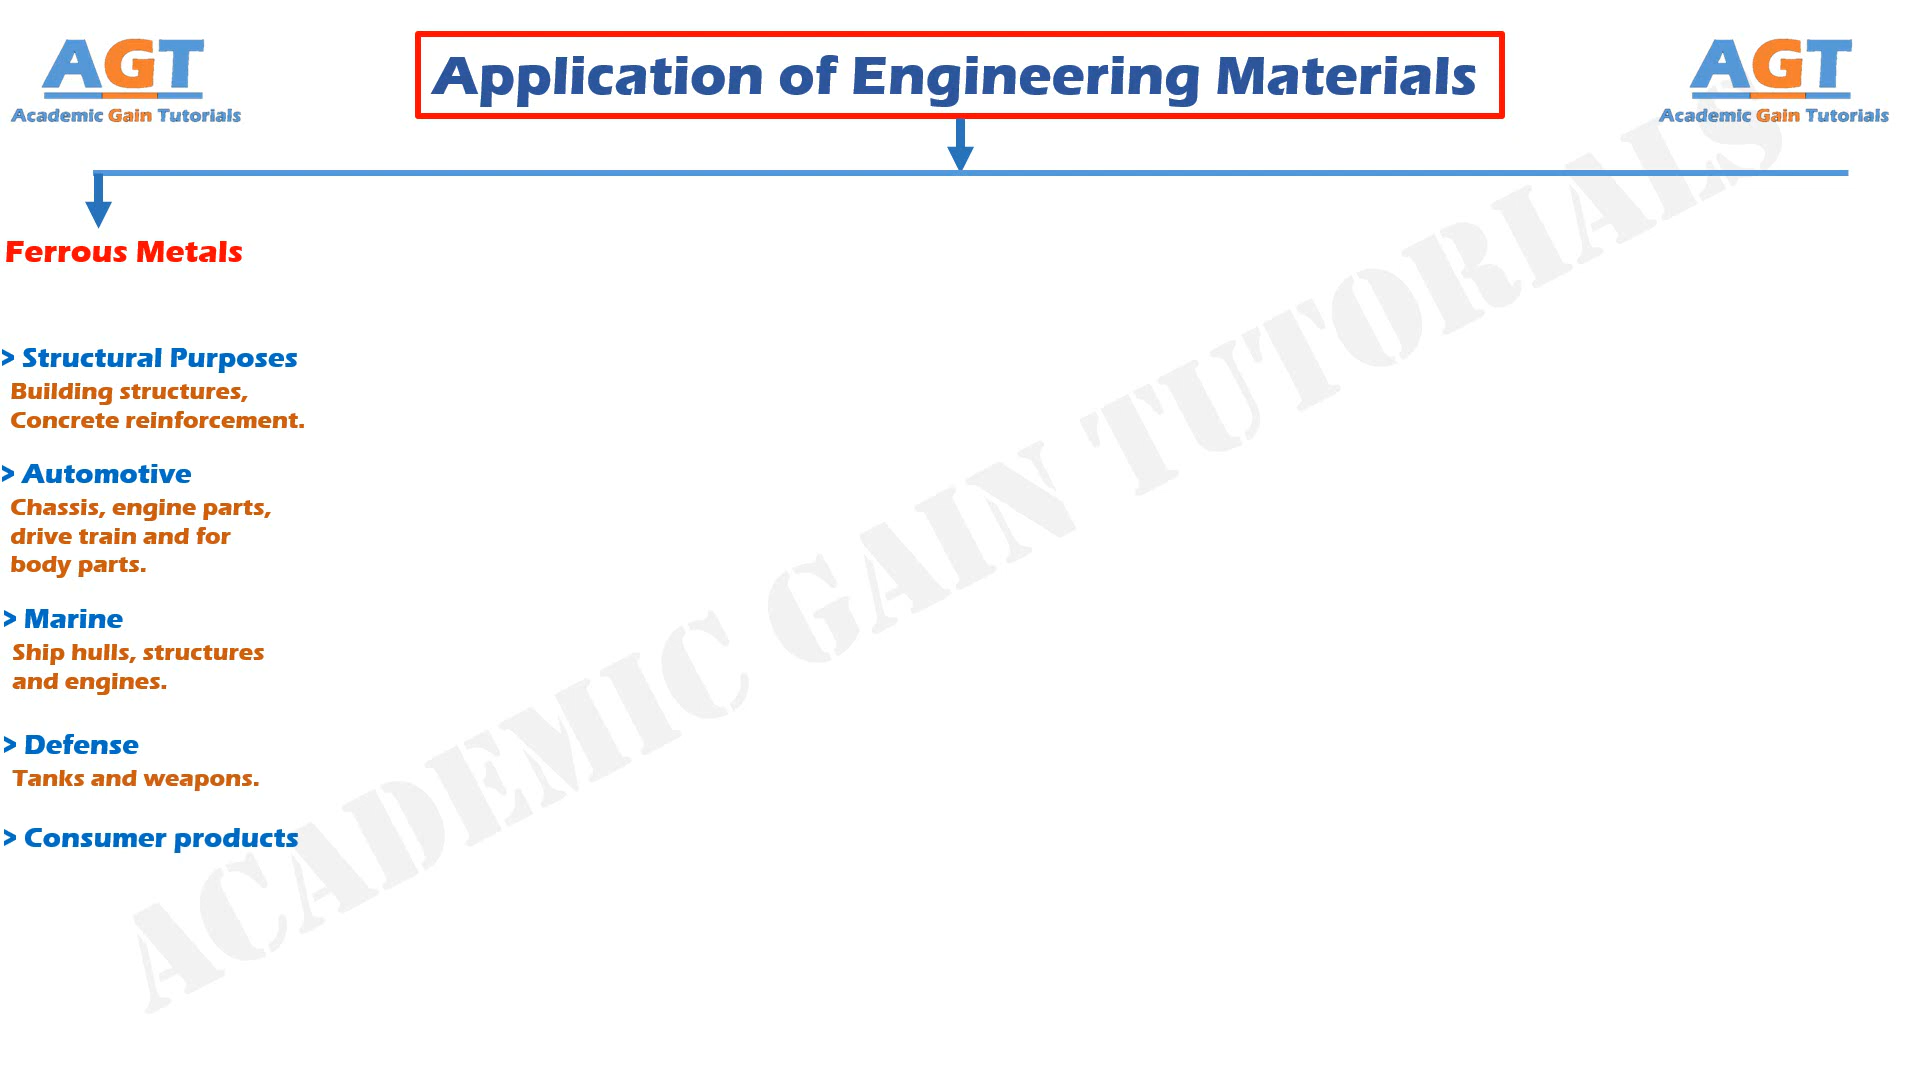 AGT
Academic Gain Tutorials
Application of Engineering Materials
AGT
Academic Gain Tutorials
Ferrous Metals
> Structural Purposes
Building structures,
Concrete reinforcement.
> Automotive
Chassis, engine parts,
drive train and for
body parts.
> Marine
Ship hulls, structures
and engines.
> Defense
Tanks and weapons.
> Consumer products
ACADEMIC GAIN TUTORIALS